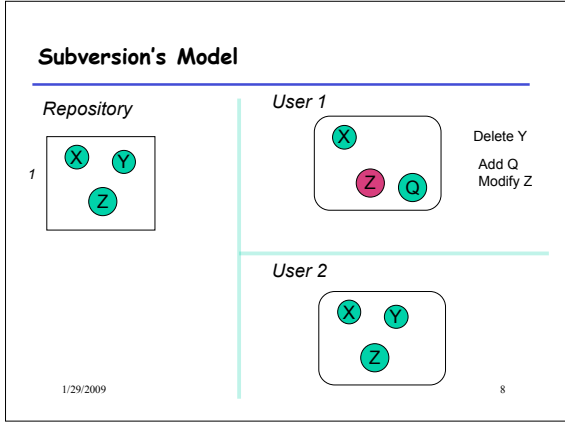 Subversion's Model
Repository
1
X Y
Z
User 1
X
Z Q
Delete Y
Add Q
Modify Z
User 2
X Y
Z
1/29/2009
8